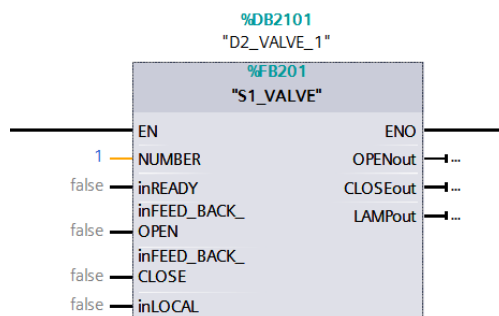 %DB2101
"D2_VALVE_1"
%FB201
"S1_VALVE"
EN ENO
1 NUMBER OPENout ...
false inREADY CLOSEout ...
inFEED_BACK_ LAMPout ...
false OPEN
inFEED_BACK_
false CLOSE
false inLOCAL